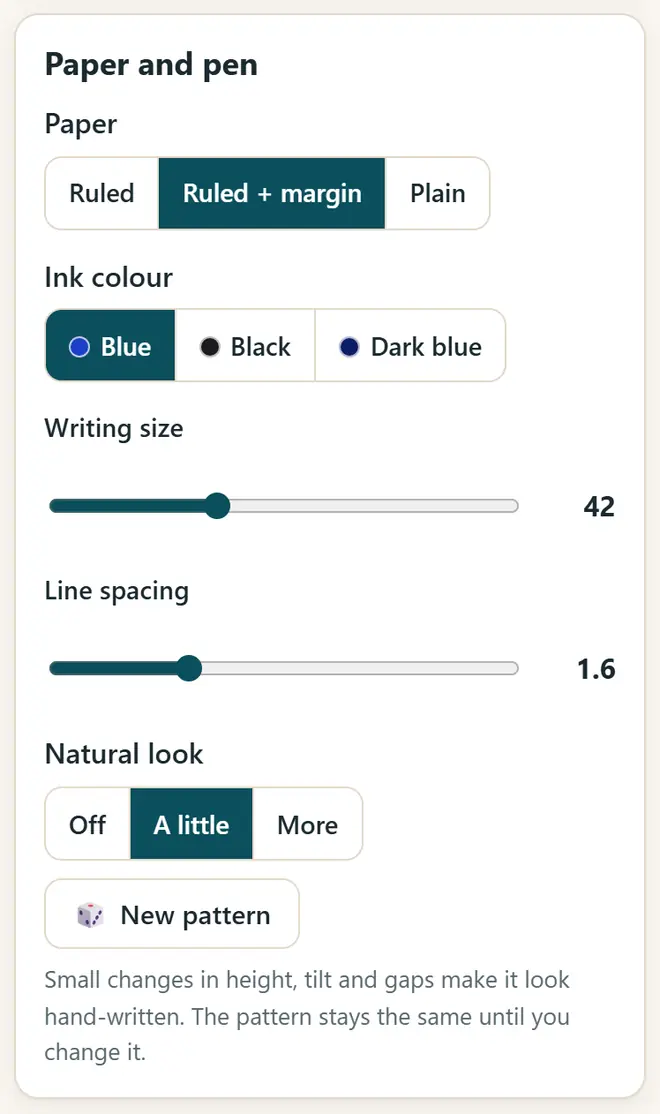 Paper and pen
Paper
Ruled Ruled + margin Plain
Ink colour
Blue Black Dark blue
Writing size
42
Line spacing
1.6
Natural look
Off A little More
New pattern
Small changes in height, tilt and gaps make it look
hand-written. The pattern stays the same until you
change it.